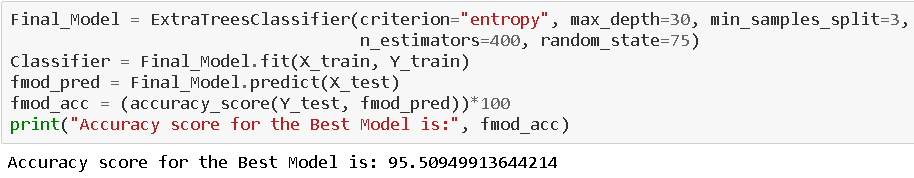 Final_Model = ExtraTreesClassifier(criterion="entropy", max_depth=30, min_samples_split=3,
n_estimators=400, random_state=75)
Classifier = Final_Model.fit(X_train, Y_train)
fmod_pred = Final_Model.predict(X_test)
fmod_acc = (accuracy_score(Y_test, fmod_pred))*100
print("Accuracy score for the Best Model is:", fmod_acc)
Accuracy score for the Best Model is: 95.50949913644214